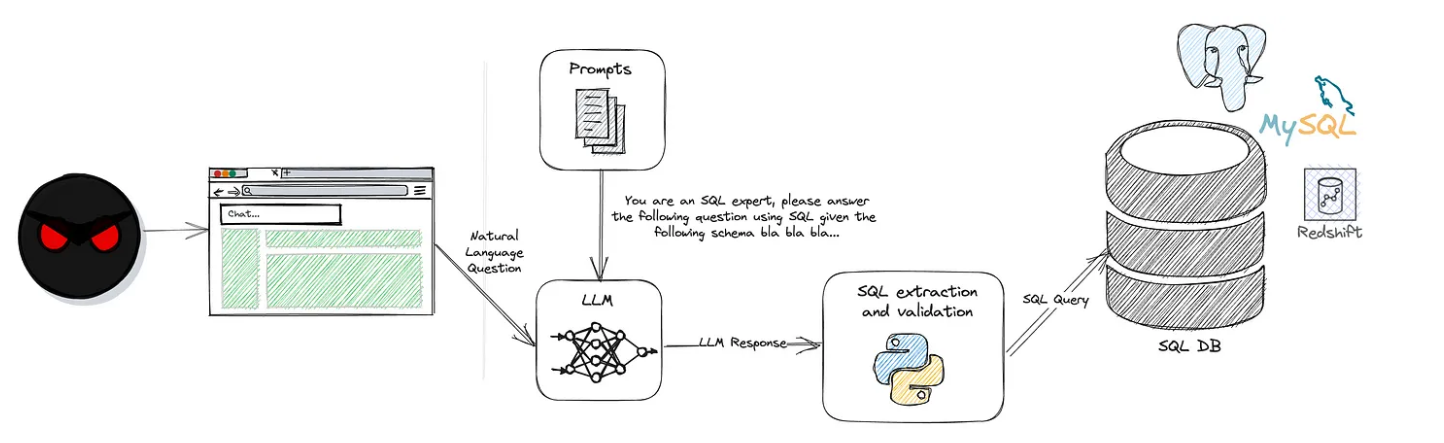 Prompts
Chat...
You are an SQL expert, please answer
the following question using SQL given the
following schema bla bla bla...
Natural
Language
Question
LLM
LLM Response
SQL extraction
and validation
SQL Query
MySQL
Redshift
SQL DB